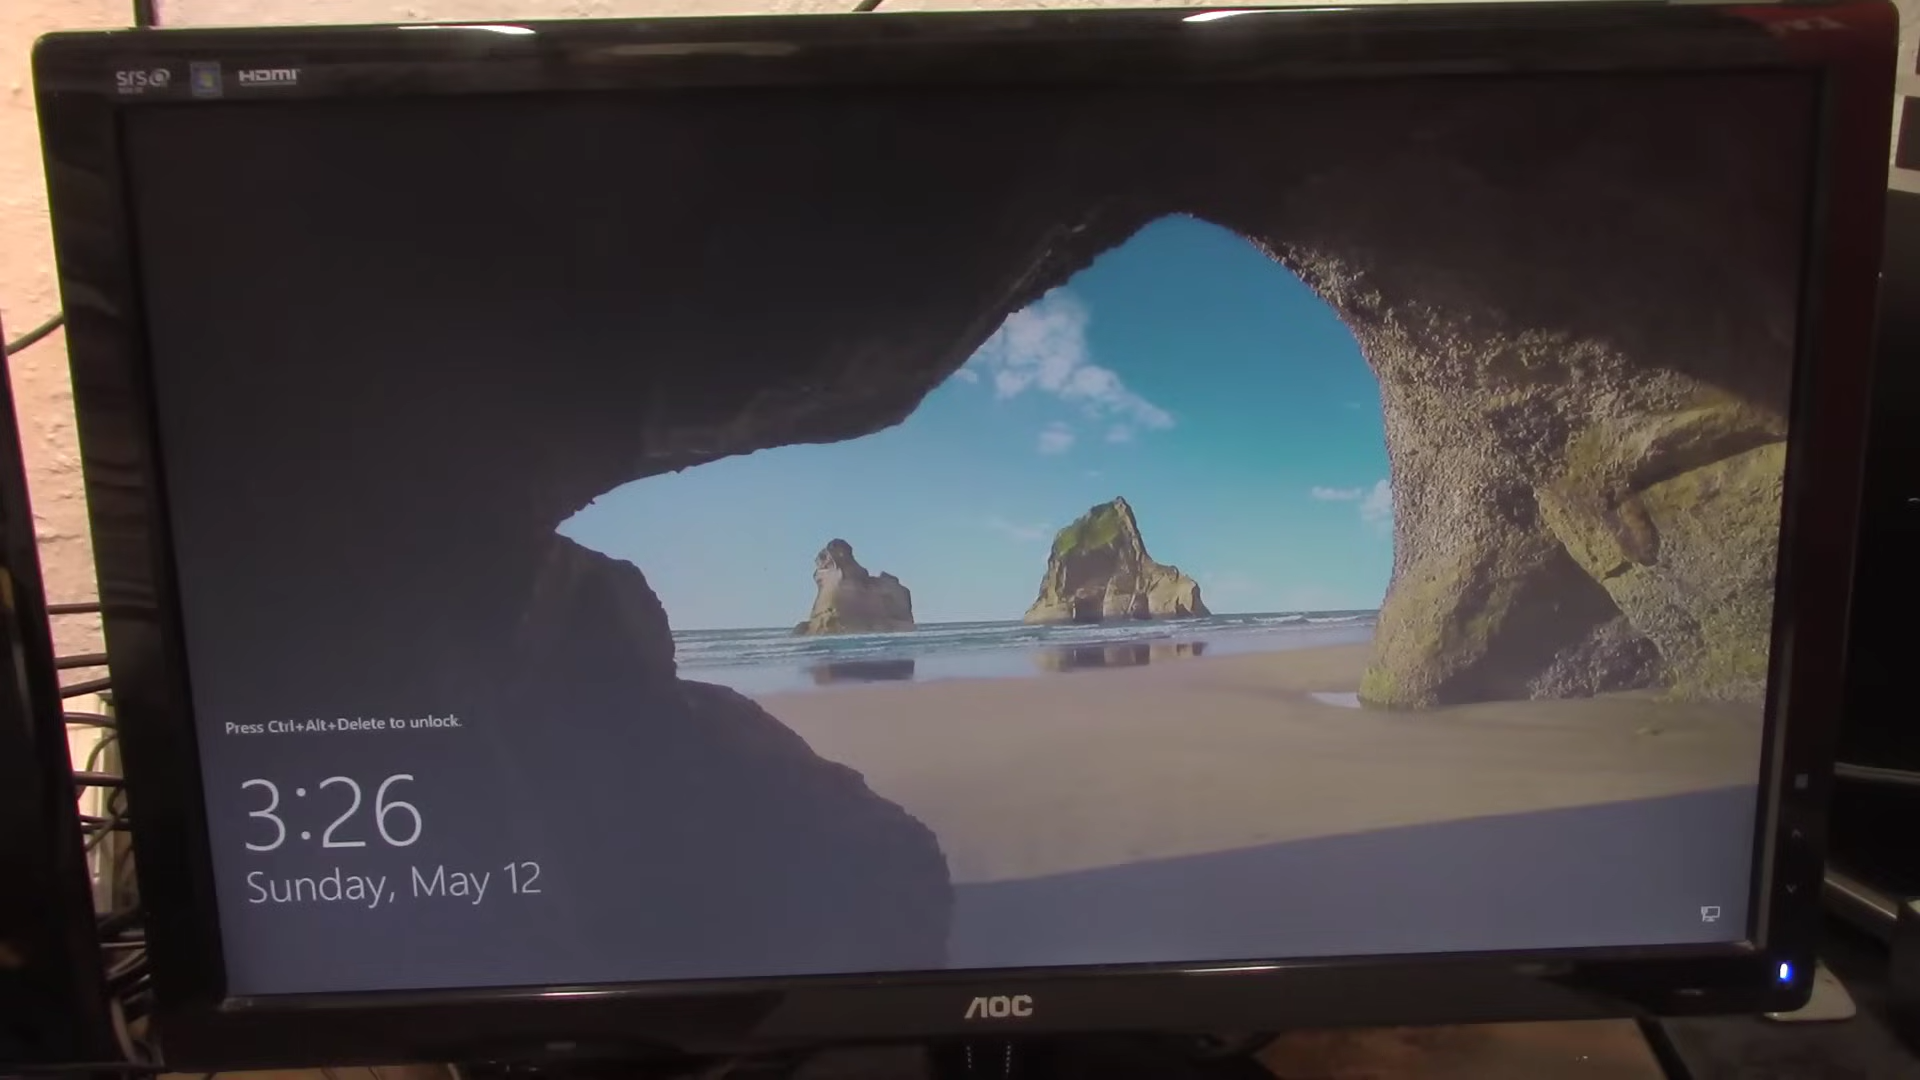 SRS
HDMI
Press Ctrl+Alt+Delete to unlock.
3:26
Sunday, May 12
AOC